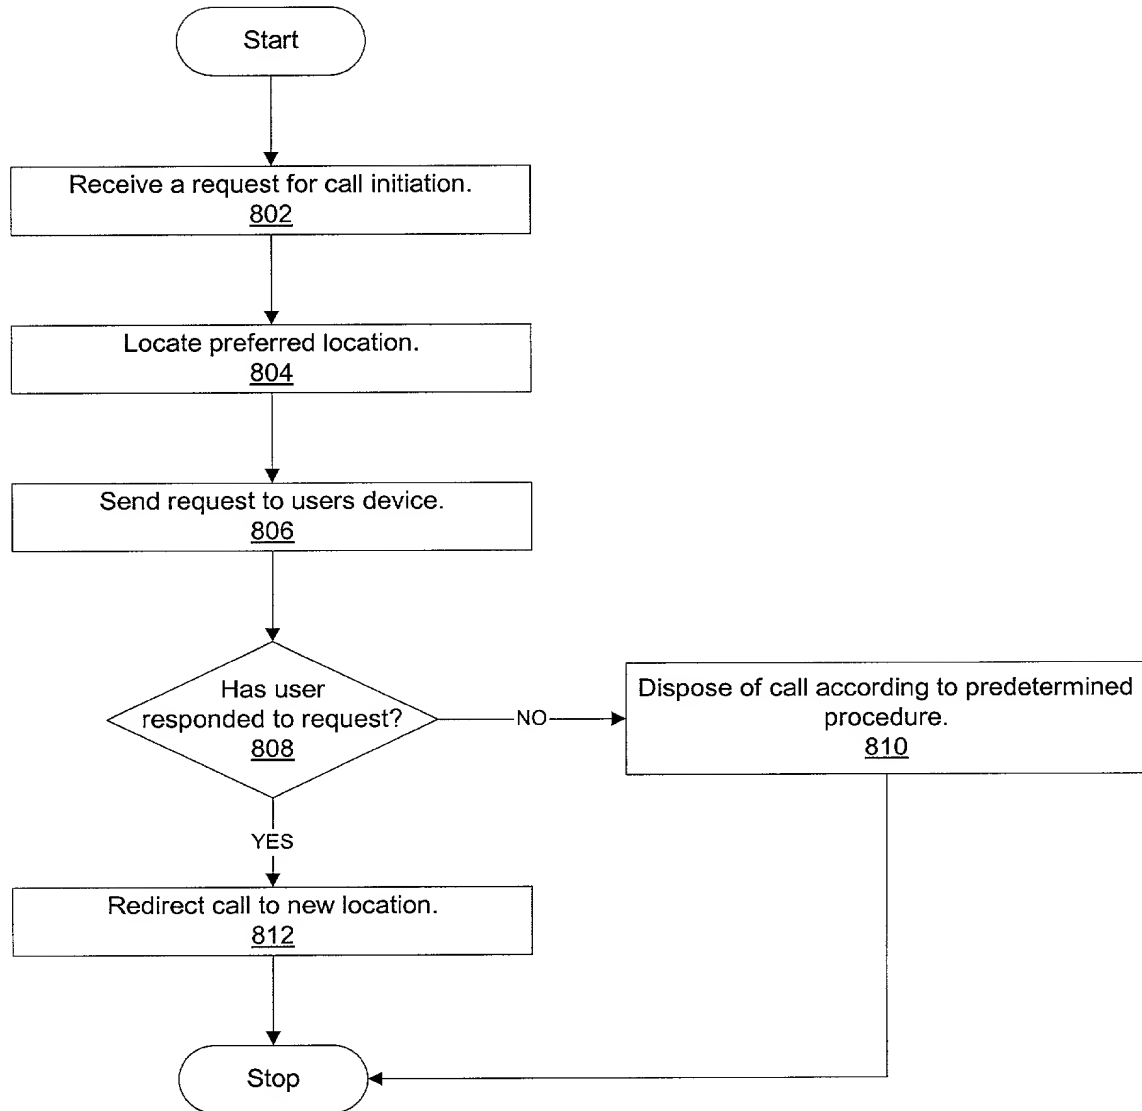 Start
Receive a request for call initiation.
802
Locate preferred location.
804
Send request to users device.
806
Has user
responded to request?
808
NO
Dispose of call according to predetermined
procedure.
810
YES
Redirect call to new location.
812
Stop